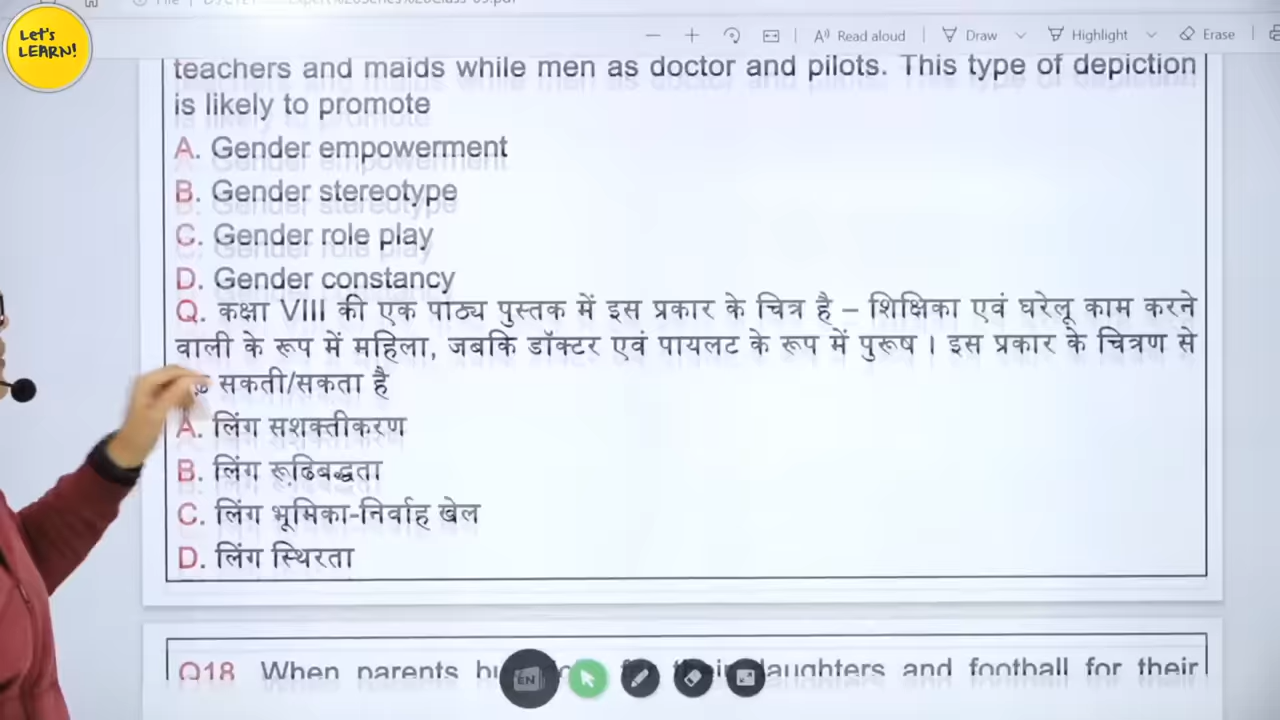 Let's
LEARN!
Read aloud
Draw
Highlight
Erase
teachers and maids while men as doctor and pilots. This type of depiction
is likely to promote
A. Gender empowerment
B. Gender stereotype
C. Gender role play
D. Gender constancy
Q. कक्षा VIII की एक पाठ्य पुस्तक में इस प्रकार के चित्र है – शिक्षिका एवं घरेलू काम करने
वाली के रूप में महिला, जबकि डॉक्टर एवं पायलट के रूप में पुरूष । इस प्रकार के चित्रण से
सकती/सकता है
A. लिंग सशक्तीकरण
B. लिंग रूढिबद्धता
C. लिंग भूमिका-निर्वाह खेल
D. लिंग स्थिरता
Q18 When parents their daughters and football for their
EN